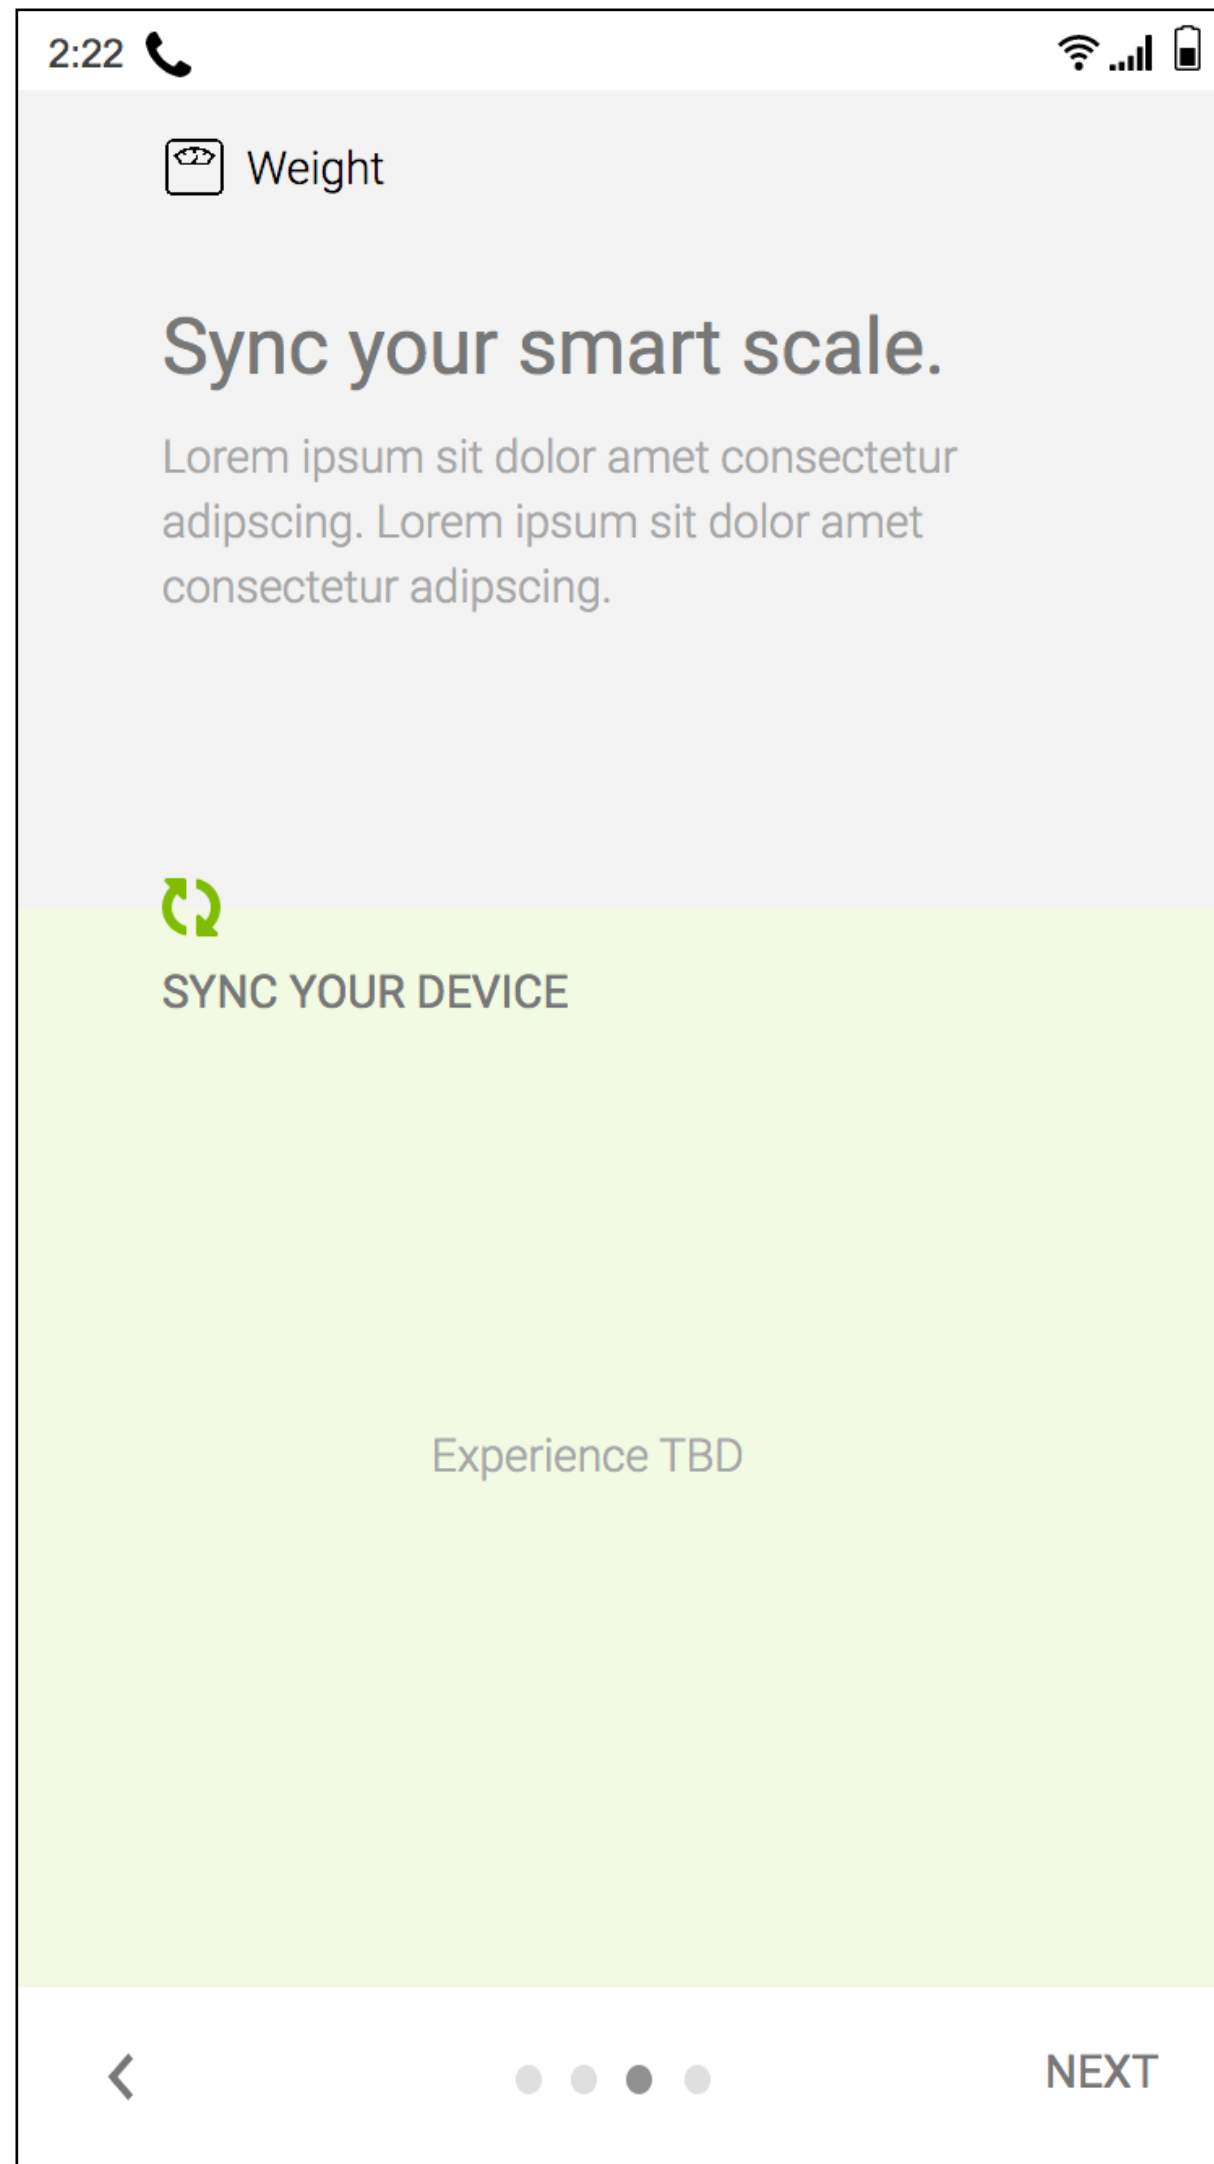 2:22
Weight
Sync your smart scale.
Lorem ipsum sit dolor amet consectetur
adipscing. Lorem ipsum sit dolor amet
consectetur adipscing.
SYNC YOUR DEVICE
Experience TBD
NEXT